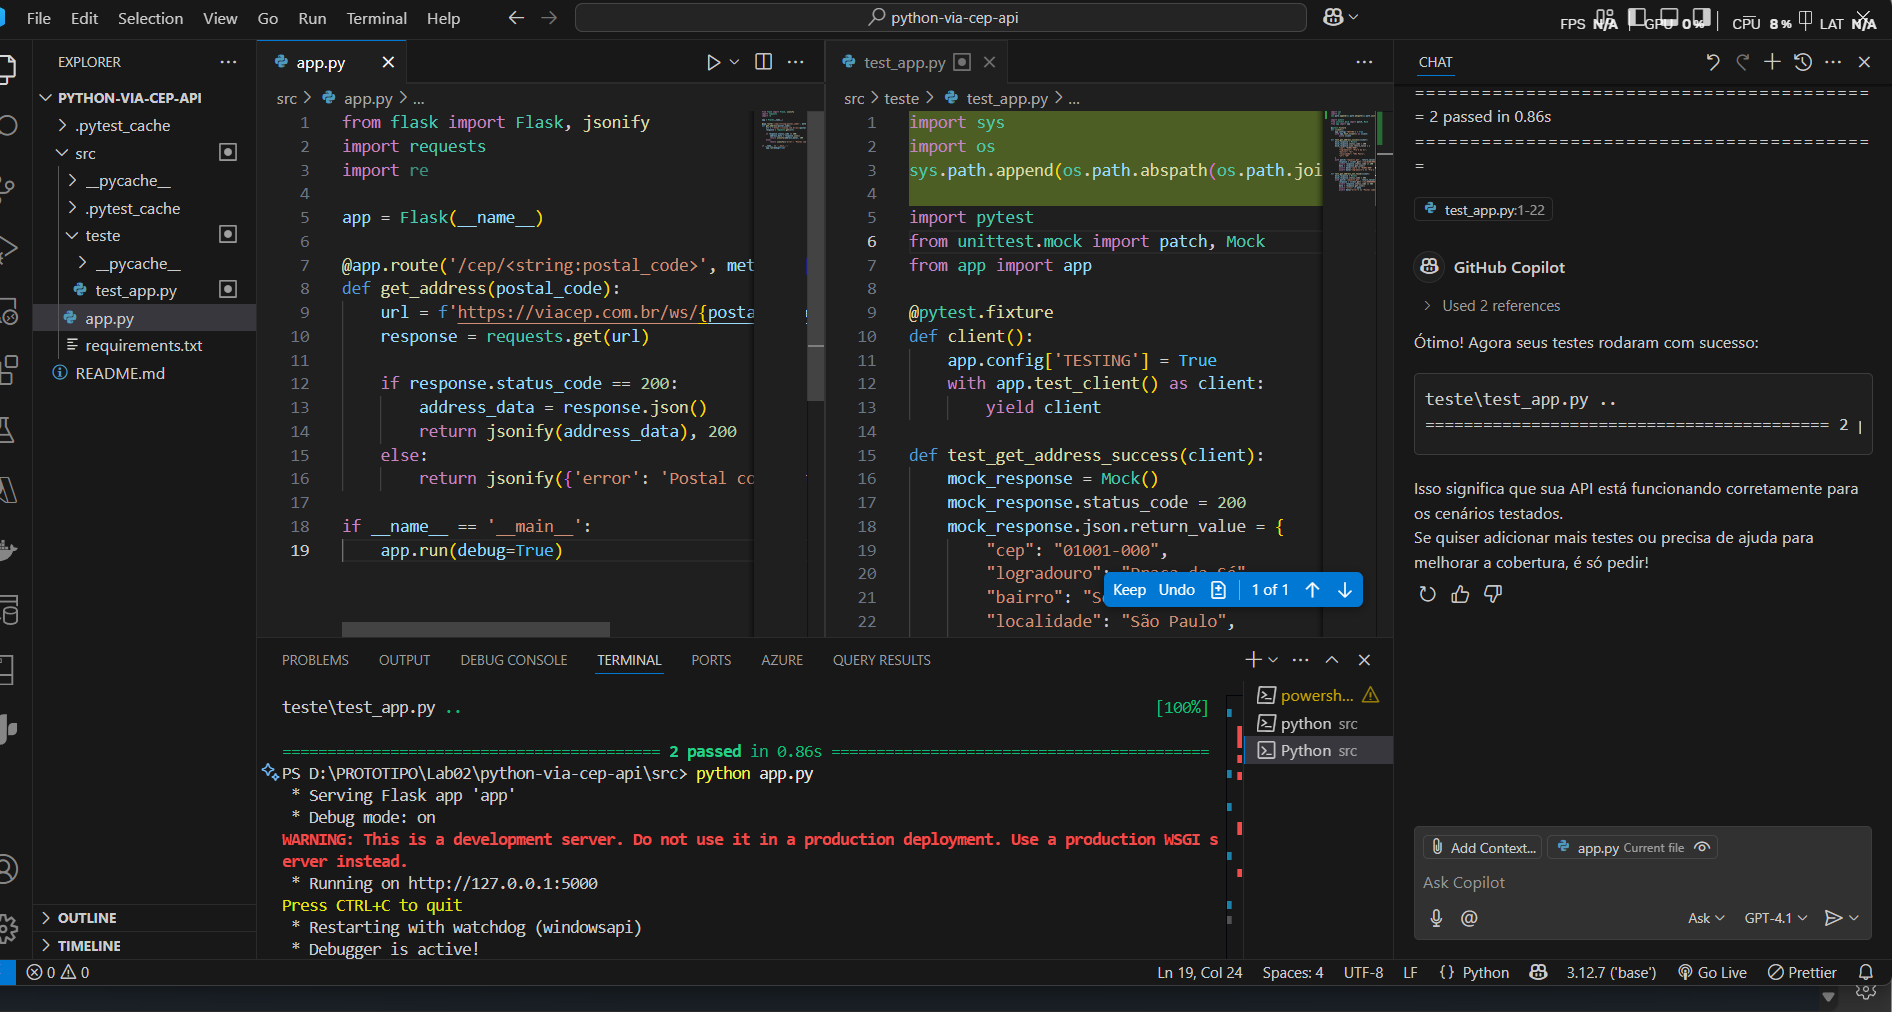 File Edit Selection View Go Run Terminal Help
python-via-cep-api
FPS N/A GPU 0% CPU 8% LAT N/A
EXPLORER
PYTHON-VIA-CEP-API
.pytest_cache
src
__pycache__
.pytest_cache
teste
__pycache__
test_app.py
app.py
requirements.txt
README.md
OUTLINE
TIMELINE
app.py
src > app.py > ...
1 from flask import Flask, jsonify
2 import requests
3 import re
4
5 app = Flask(__name__)
6
7 @app.route('/cep/<string:postal_code>', met
8 def get_address(postal_code):
9 url = f'https://viacep.com.br/ws/{posta
10 response = requests.get(url)
11
12 if response.status_code == 200:
13 address_data = response.json()
14 return jsonify(address_data), 200
15 else:
16 return jsonify({'error': 'Postal co
17
18 if __name__ == '__main__':
19 app.run(debug=True)
test_app.py
src > teste > test_app.py > ...
1 import sys
2 import os
3 sys.path.append(os.path.abspath(os.path.joi
4
5 import pytest
6 from unittest.mock import patch, Mock
7 from app import app
8
9 @pytest.fixture
10 def client():
11 app.config['TESTING'] = True
12 with app.test_client() as client:
13 yield client
14
15 def test_get_address_success(client):
16 mock_response = Mock()
17 mock_response.status_code = 200
18 mock_response.json.return_value = {
19 "cep": "01001-000",
20 "logradouro": "Praça da Sé",
21 "bairro": "S
22 "localidade": "São Paulo",
Keep Undo 1 of 1
PROBLEMS OUTPUT DEBUG CONSOLE TERMINAL PORTS AZURE QUERY RESULTS
teste\test_app.py .. [100%]
========================================== 2 passed in 0.86s ==========================================
PS D:\PROTOTIPO\Lab02\python-via-cep-api\src> python app.py
* Serving Flask app 'app'
* Debug mode: on
WARNING: This is a development server. Do not use it in a production deployment. Use a production WSGI s
erver instead.
* Running on http://127.0.0.1:5000
Press CTRL+C to quit
* Restarting with watchdog (windowsapi)
* Debugger is active!
powersh...
python src
Python src
CHAT
=========================================
= 2 passed in 0.86s
=========================================
=
test_app.py:1-22
GitHub Copilot
Used 2 references
Ótimo! Agora seus testes rodaram com sucesso:
teste\test_app.py ..
========================================== 2
Isso significa que sua API está funcionando corretamente para
os cenários testados.
Se quiser adicionar mais testes ou precisa de ajuda para
melhorar a cobertura, é só pedir!
Add Context... app.py Current file
Ask Copilot
Ask GPT-4.1
0 0 Ln 19, Col 24 Spaces: 4 UTF-8 LF {} Python 3.12.7 ('base') Go Live Prettier